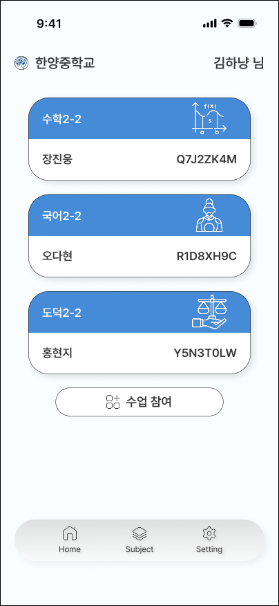 9:41
한양중학교 김하냥 님
수학2-2
f(x)
장진웅 Q7J2ZK4M
국어2-2
오다현 R1D8XH9C
도덕2-2
홍현지 Y5N3T0LW
수업 참여
Home Subject Setting